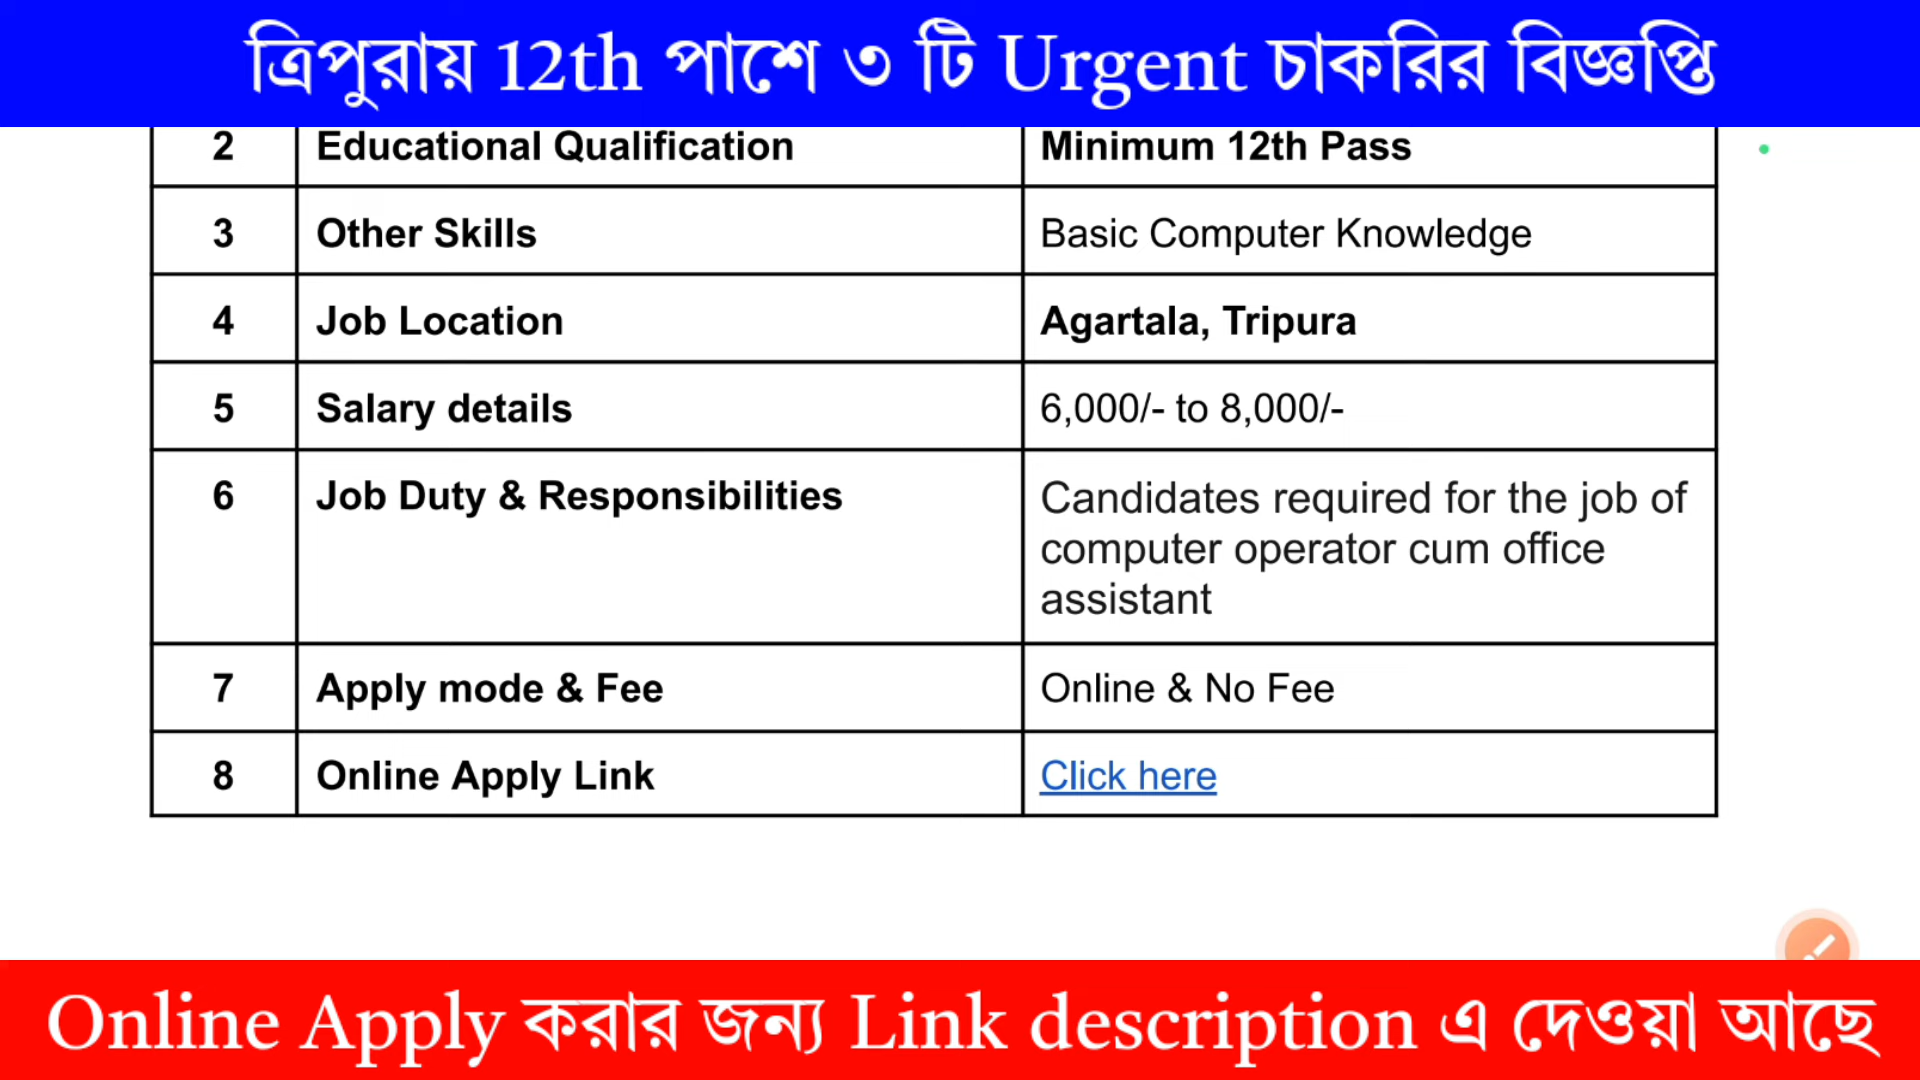 ত্রিপুরায় 12th পাশে ৩ টি Urgent চাকরির বিজ্ঞপ্তি
2 Educational Qualification Minimum 12th Pass
3 Other Skills Basic Computer Knowledge
4 Job Location Agartala, Tripura
5 Salary details 6,000/- to 8,000/-
6 Job Duty & Responsibilities Candidates required for the job of
computer operator cum office
assistant
7 Apply mode & Fee Online & No Fee
8 Online Apply Link Click here
Online Apply করার জন্য Link description এ দেওয়া আছে